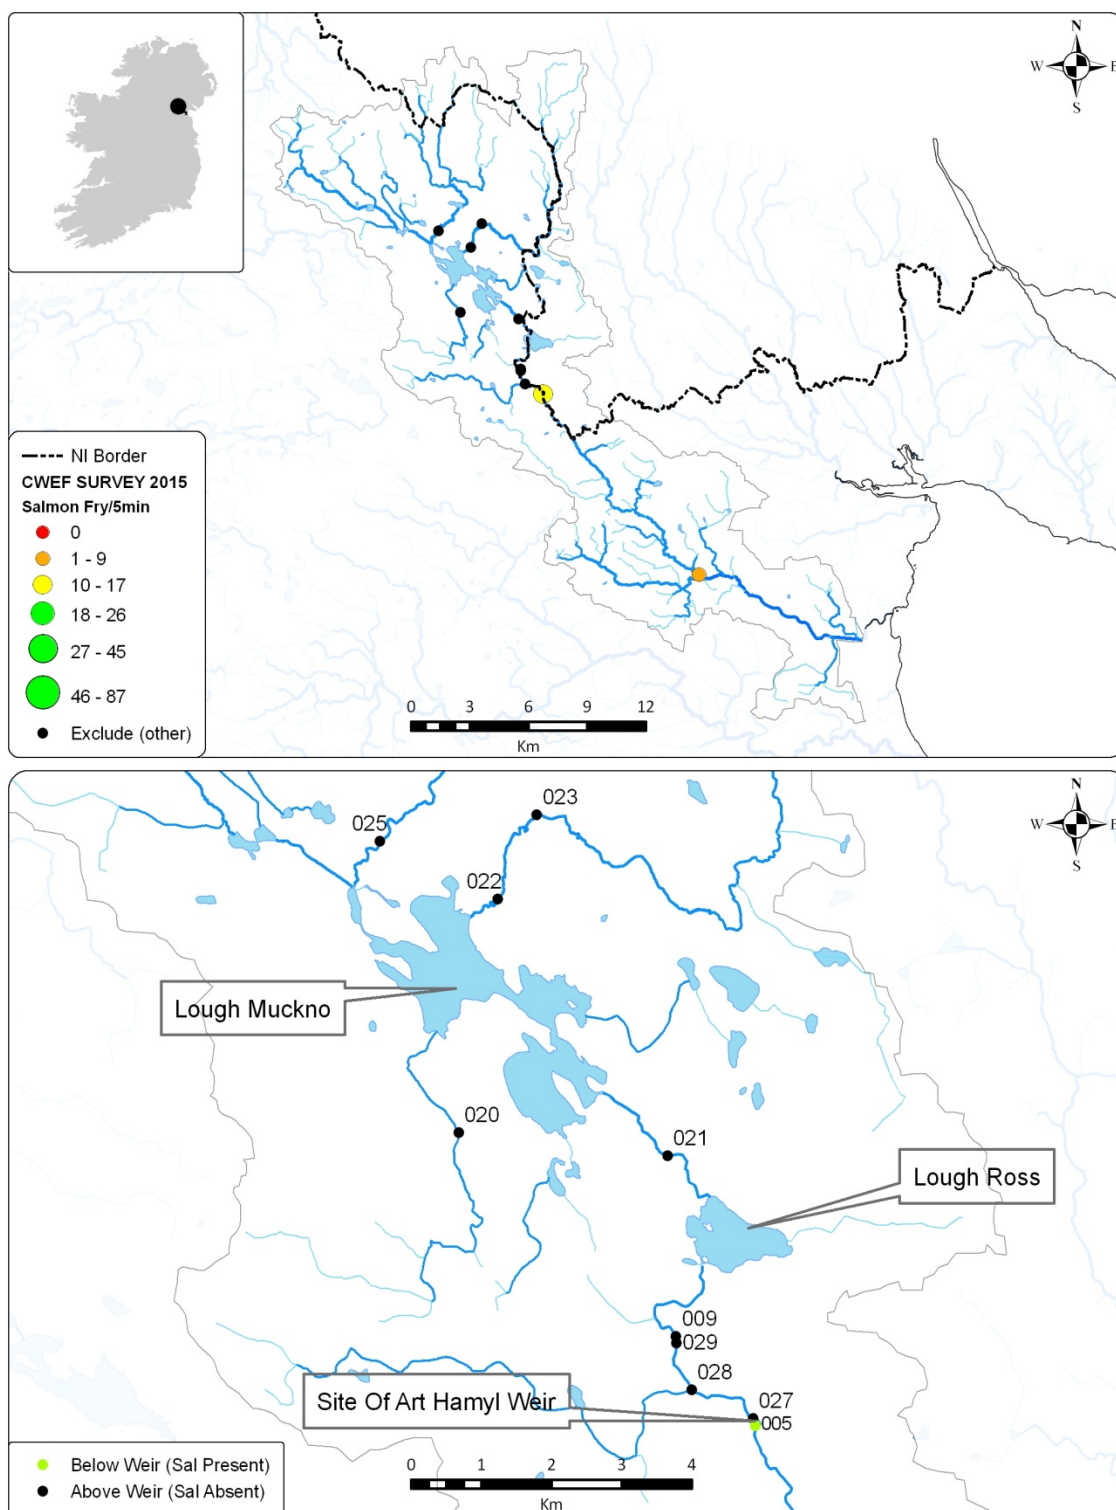 N
W
E
S
NI Border
CWEF SURVEY 2015
Salmon Fry/5min
0
1 - 9
10 - 17
18 - 26
27 - 45
46 - 87
Exclude (other)
0 3 6 9 12
Km
N
W
E
S
023
025
022
Lough Muckno
020
021
Lough Ross
009
029
028
Site Of Art Hamyl Weir
027
005
Below Weir (Sal Present)
Above Weir (Sal Absent)
0 1 2 3 4
Km